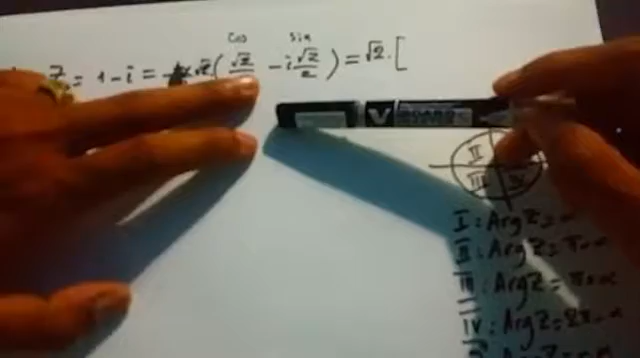 cos sin
Z = 1 - i = √2 ( √2/2 - i √2/2 ) = √2 · [
V BOARD
II
III IV
I : Arg Z =
II : Arg Z = π - α
III : Arg Z = π + α
IV : Arg Z = 2π - α